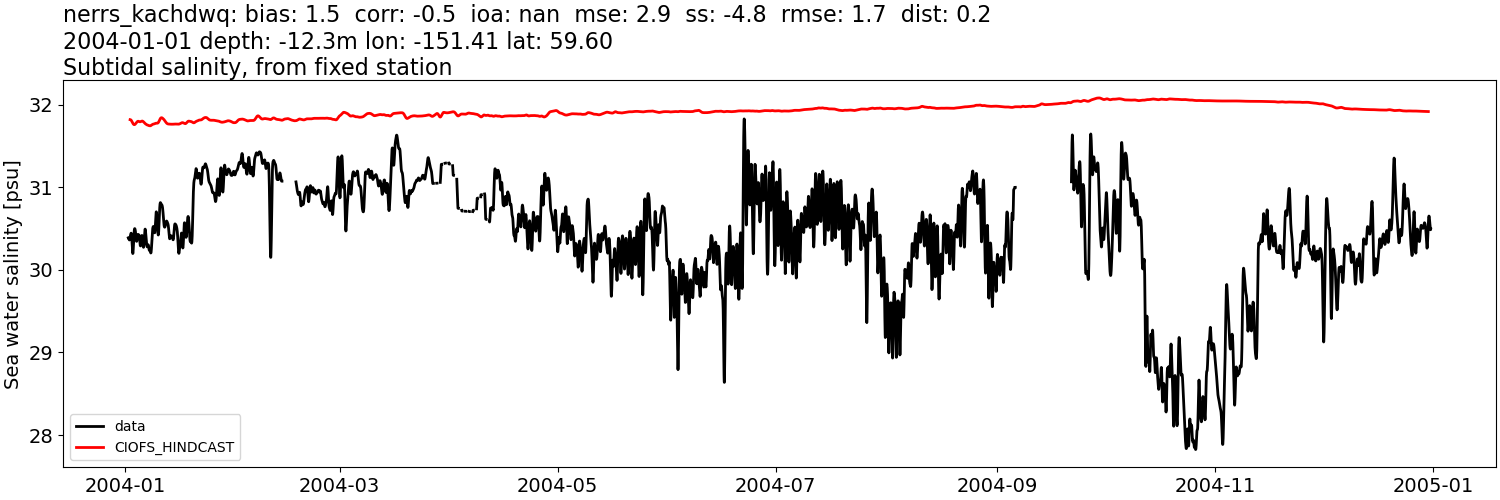 nerrs_kachdwq: bias: 1.5  corr: -0.5  ioa: nan  mse: 2.9  ss: -4.8  rmse: 1.7  dist: 0.2
2004-01-01 depth: -12.3m lon: -151.41 lat: 59.60
Subtidal salinity, from fixed station
Sea water salinity [psu]
32
31
30
29
28
data
CIOFS_HINDCAST
2004-01
2004-03
2004-05
2004-07
2004-09
2004-11
2005-01